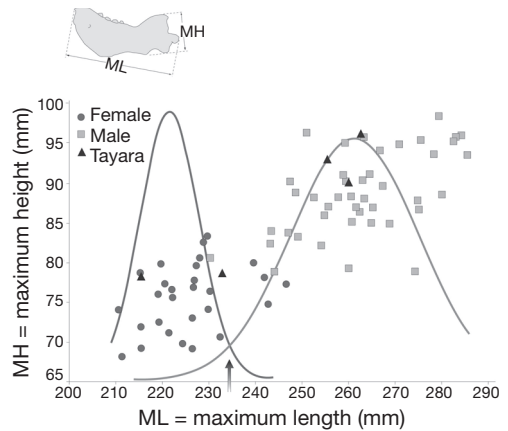 MH
ML
MH = maximum height (mm)
100
95
90
85
80
75
70
65
Female
Male
Tayara
200 210 220 230 240 250 260 270 280 290
ML = maximum length (mm)